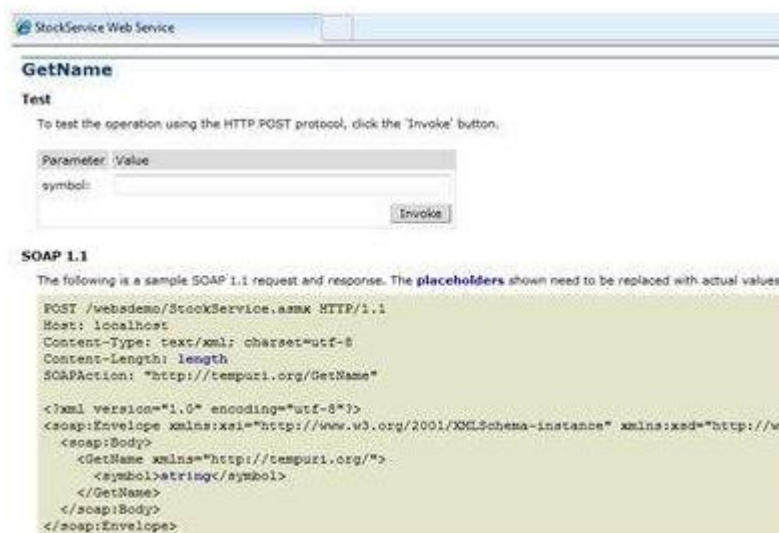 StockService Web Service
GetName
Test
To test the operation using the HTTP POST protocol, click the 'Invoke' button.
Parameter Value
symbol:
Invoke
SOAP 1.1
The following is a sample SOAP 1.1 request and response. The placeholders shown need to be replaced with actual values
POST /websdemo/StockService.asmx HTTP/1.1
Host: localhost
Content-Type: text/xml; charset=utf-8
Content-Length: length
SOAPAction: "http://tempuri.org/GetName"
<?xml version="1.0" encoding="utf-8"?>
<soap:Envelope xmlns:xsi="http://www.w3.org/2001/XMLSchema-instance" xmlns:xsd="http://w
<soap:Body>
<GetName xmlns="http://tempuri.org/">
<symbol>string</symbol>
</GetName>
</soap:Body>
</soap:Envelope>